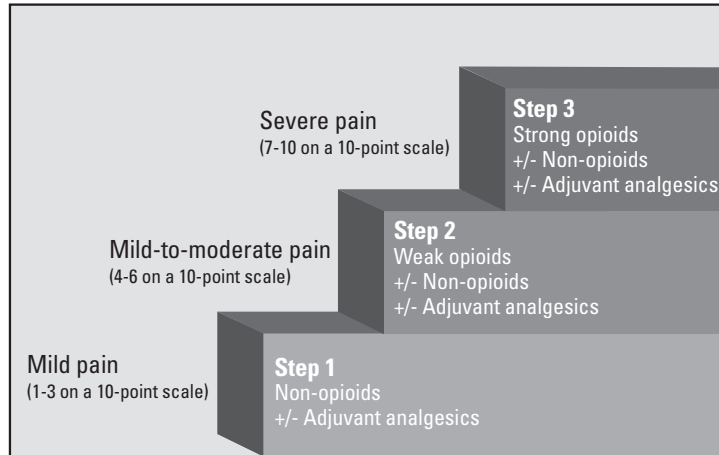 Severe pain
(7-10 on a 10-point scale)
Step 3
Strong opioids
+/- Non-opioids
+/- Adjuvant analgesics
Mild-to-moderate pain
(4-6 on a 10-point scale)
Step 2
Weak opioids
+/- Non-opioids
+/- Adjuvant analgesics
Mild pain
(1-3 on a 10-point scale)
Step 1
Non-opioids
+/- Adjuvant analgesics